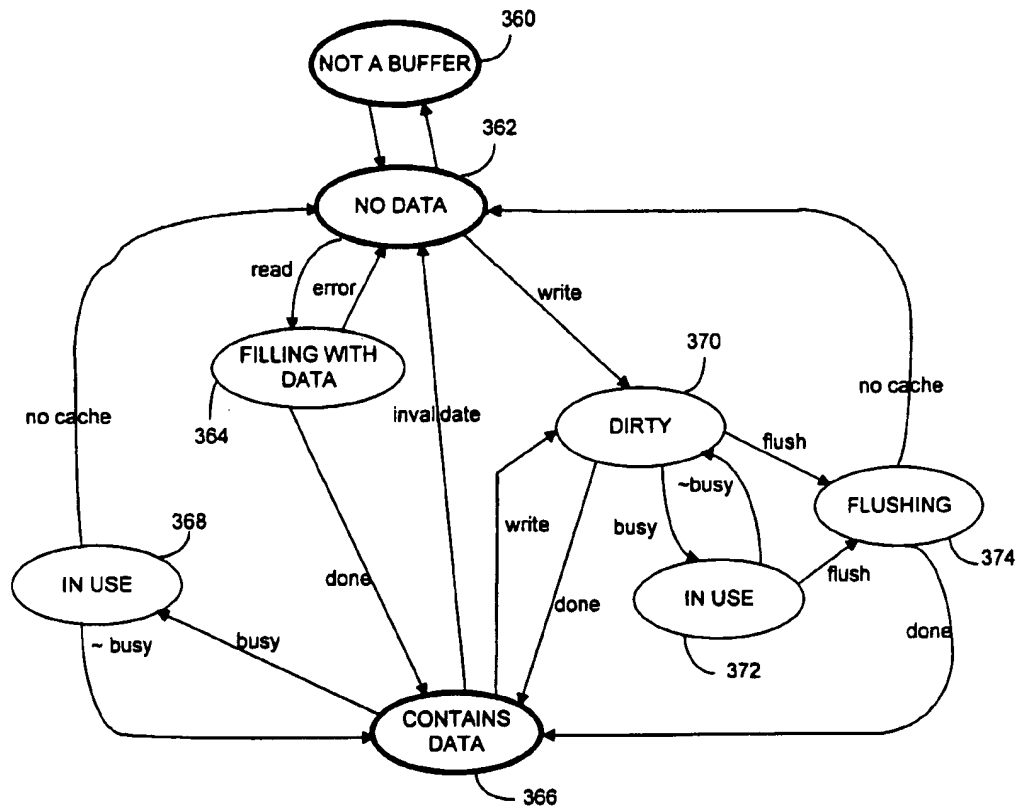 360
NOT A BUFFER
362
NO DATA
read
error
write
FILLING WITH
DATA
370
no cache
364
invalidate
no cache
DIRTY
flush
~busy
FLUSHING
368
write
busy
374
IN USE
done
flush
IN USE
done
~ busy
busy
done
372
CONTAINS
DATA
366